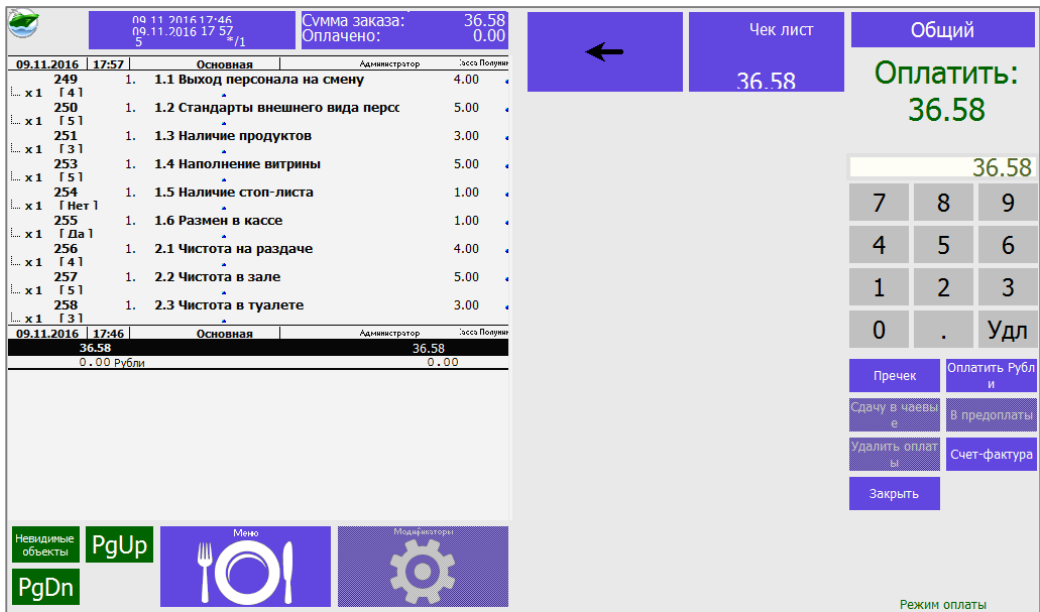 09.11.2016 17:46
09.11.2016 17 57
5 */1
Сумма заказа: 36.58
Оплачено: 0.00
09.11.2016 17:57 Основная Администратор
249 1. 1.1 Выход персонала на смену 4.00
x 1 [ 4 ]
250 1. 1.2 Стандарты внешнего вида персо 5.00
x 1 [ 5 ]
251 1. 1.3 Наличие продуктов 3.00
x 1 [ 3 ]
253 1. 1.4 Наполнение витрины 5.00
x 1 [ 5 ]
254 1. 1.5 Наличие стоп-листа 1.00
x 1 [ Нет ]
255 1. 1.6 Размен в кассе 1.00
x 1 [ Да ]
256 1. 2.1 Чистота на раздаче 4.00
x 1 [ 4 ]
257 1. 2.2 Чистота в зале 5.00
x 1 [ 5 ]
258 1. 2.3 Чистота в туалете 3.00
x 1 [ 3 ]
09.11.2016 17:46 Основная Администратор
36.58 36.58
0.00 Рубли 0.00
Невидимые
объекты
PgUp
PgDn
Меню
Модификаторы
Чек лист
36.58
Общий
Оплатить:
36.58
36.58
7 8 9
4 5 6
1 2 3
0 . Удл
Пречек
Оплатить Рубл
и
Сдачу в чаевы
е
В предоплаты
Удалить оплат
ы
Счет-фактура
Закрыть
Режим оплаты